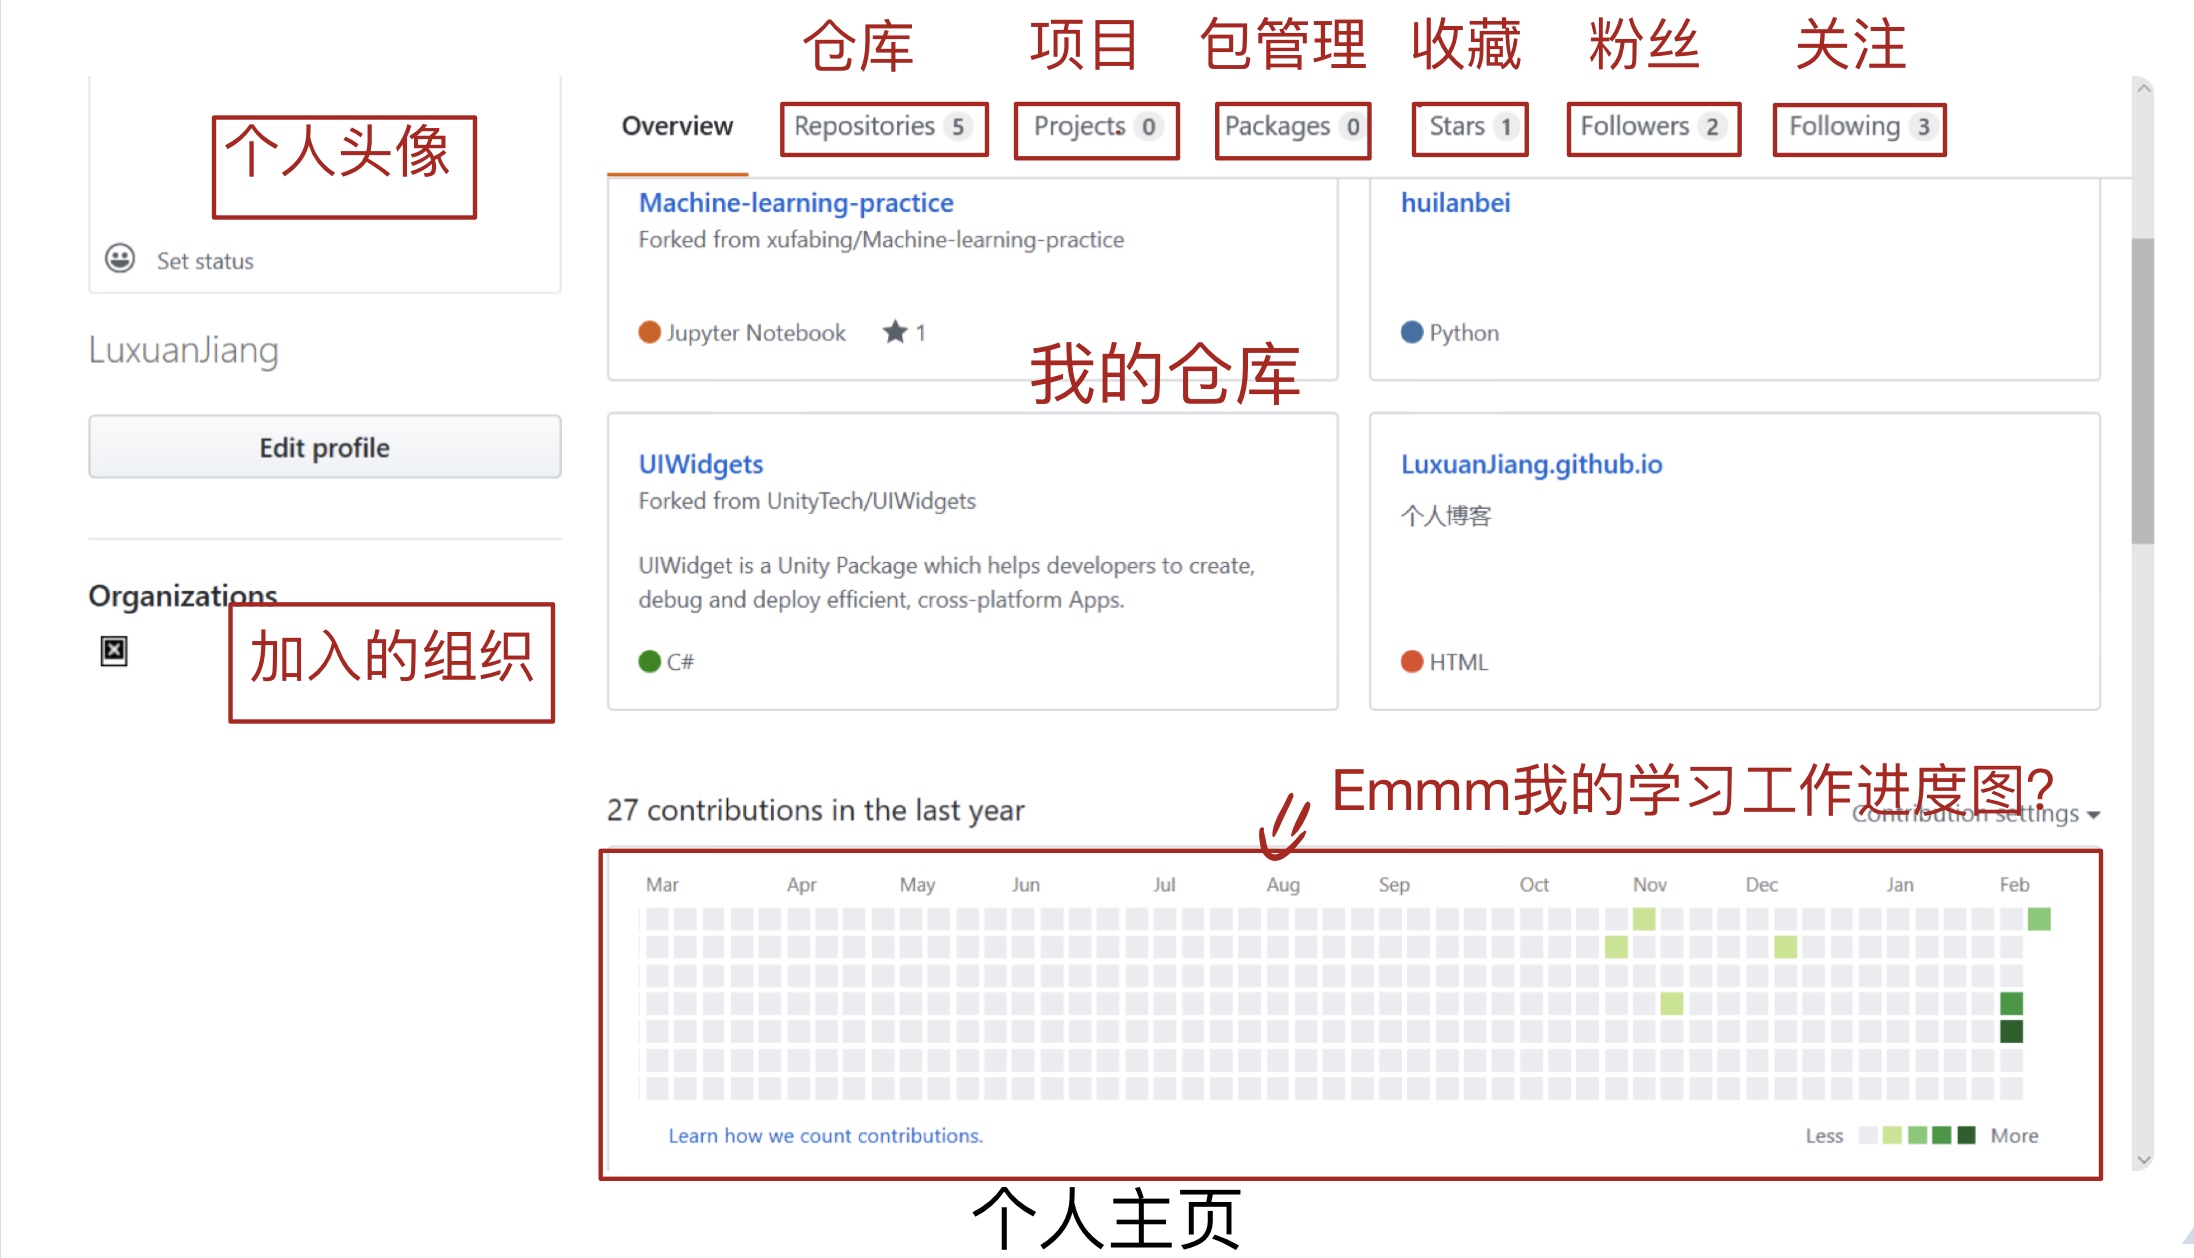 仓库 项目 包管理 收藏 粉丝 关注
Overview Repositories 5 Projects 0 Packages 0 Stars 1 Followers 2 Following 3
个人头像
Set status
LuxuanJiang
Edit profile
Organizations
加入的组织
Machine-learning-practice
Forked from xufabing/Machine-learning-practice
Jupyter Notebook 1
huilanbei
Python
我的仓库
UIWidgets
Forked from UnityTech/UIWidgets
UIWidget is a Unity Package which helps developers to create,
debug and deploy efficient, cross-platform Apps.
C#
LuxuanJiang.github.io
个人博客
HTML
Emmm我的学习工作进度图?
27 contributions in the last year
Contribution settings
Mar Apr May Jun Jul Aug Sep Oct Nov Dec Jan Feb
Learn how we count contributions.
Less More
个人主页